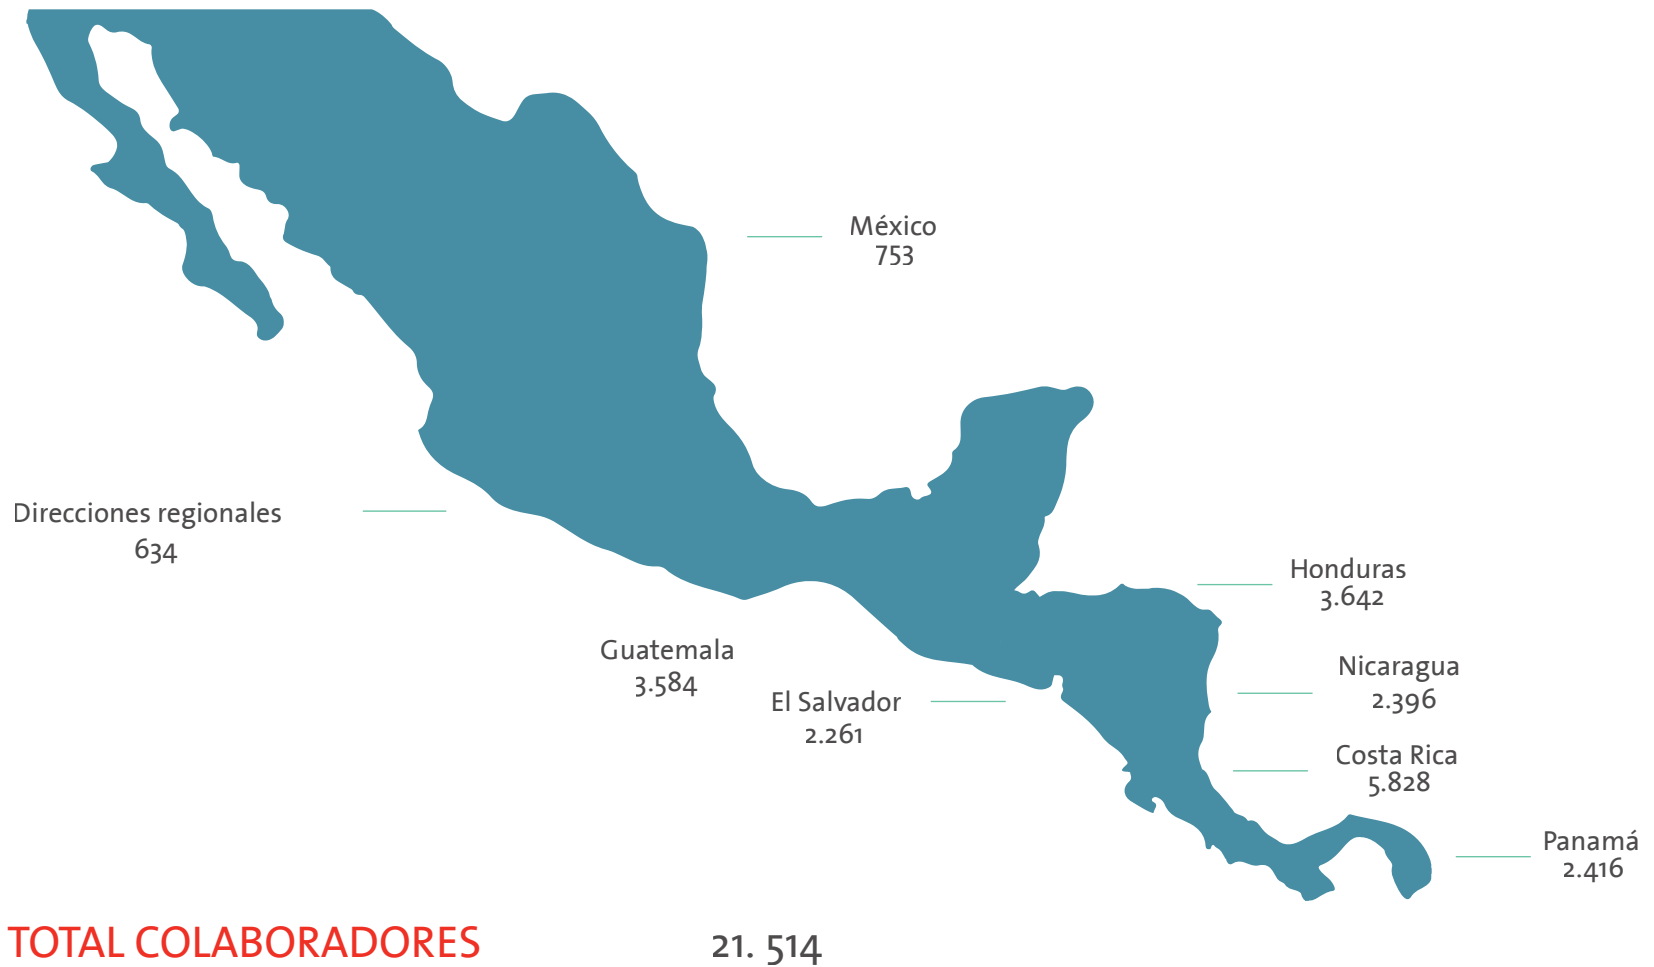 México
753
Direcciones regionales
634
Honduras
3.642
Guatemala
3.584
El Salvador
2.261
Nicaragua
2.396
Costa Rica
5.828
Panamá
2.416
TOTAL COLABORADORES 21. 514